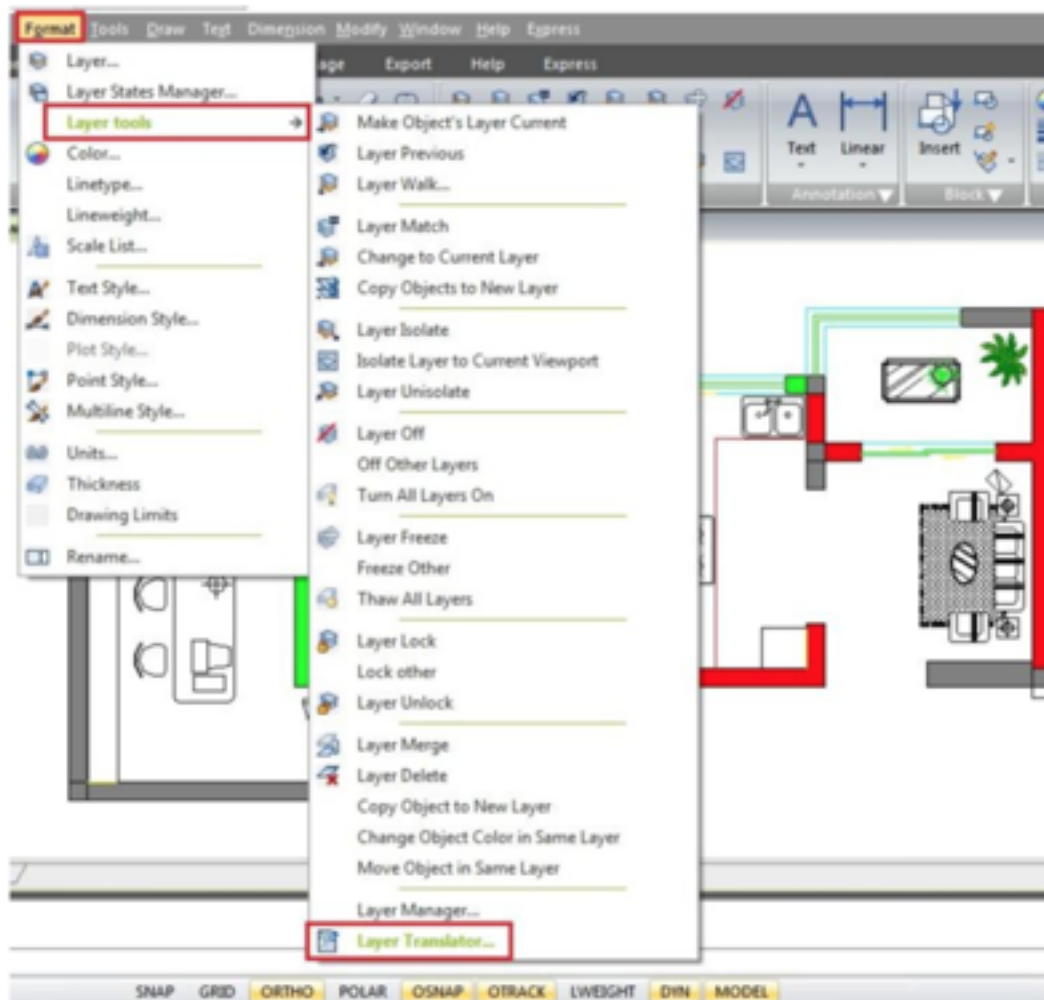 Format Tools Draw Text Dimension Modify Window Help Express
age Export Help Express
Layer...
Layer States Manager...
Layer tools
Color...
Linetype...
Lineweight...
Scale List...
Text Style...
Dimension Style...
Plot Style...
Point Style...
Multiline Style...
Units...
Thickness
Drawing Limits
Rename...
Make Object's Layer Current
Layer Previous
Layer Walk...
Layer Match
Change to Current Layer
Copy Objects to New Layer
Layer Isolate
Isolate Layer to Current Viewport
Layer Unisolate
Layer Off
Off Other Layers
Turn All Layers On
Layer Freeze
Freeze Other
Thaw All Layers
Layer Lock
Lock other
Layer Unlock
Layer Merge
Layer Delete
Copy Object to New Layer
Change Object Color in Same Layer
Move Object in Same Layer
Layer Manager...
Layer Translator...
A
Text Linear Insert
Annotation Block
SNAP GRID ORTHO POLAR OSNAP OTRACK LWEIGHT DYN MODEL